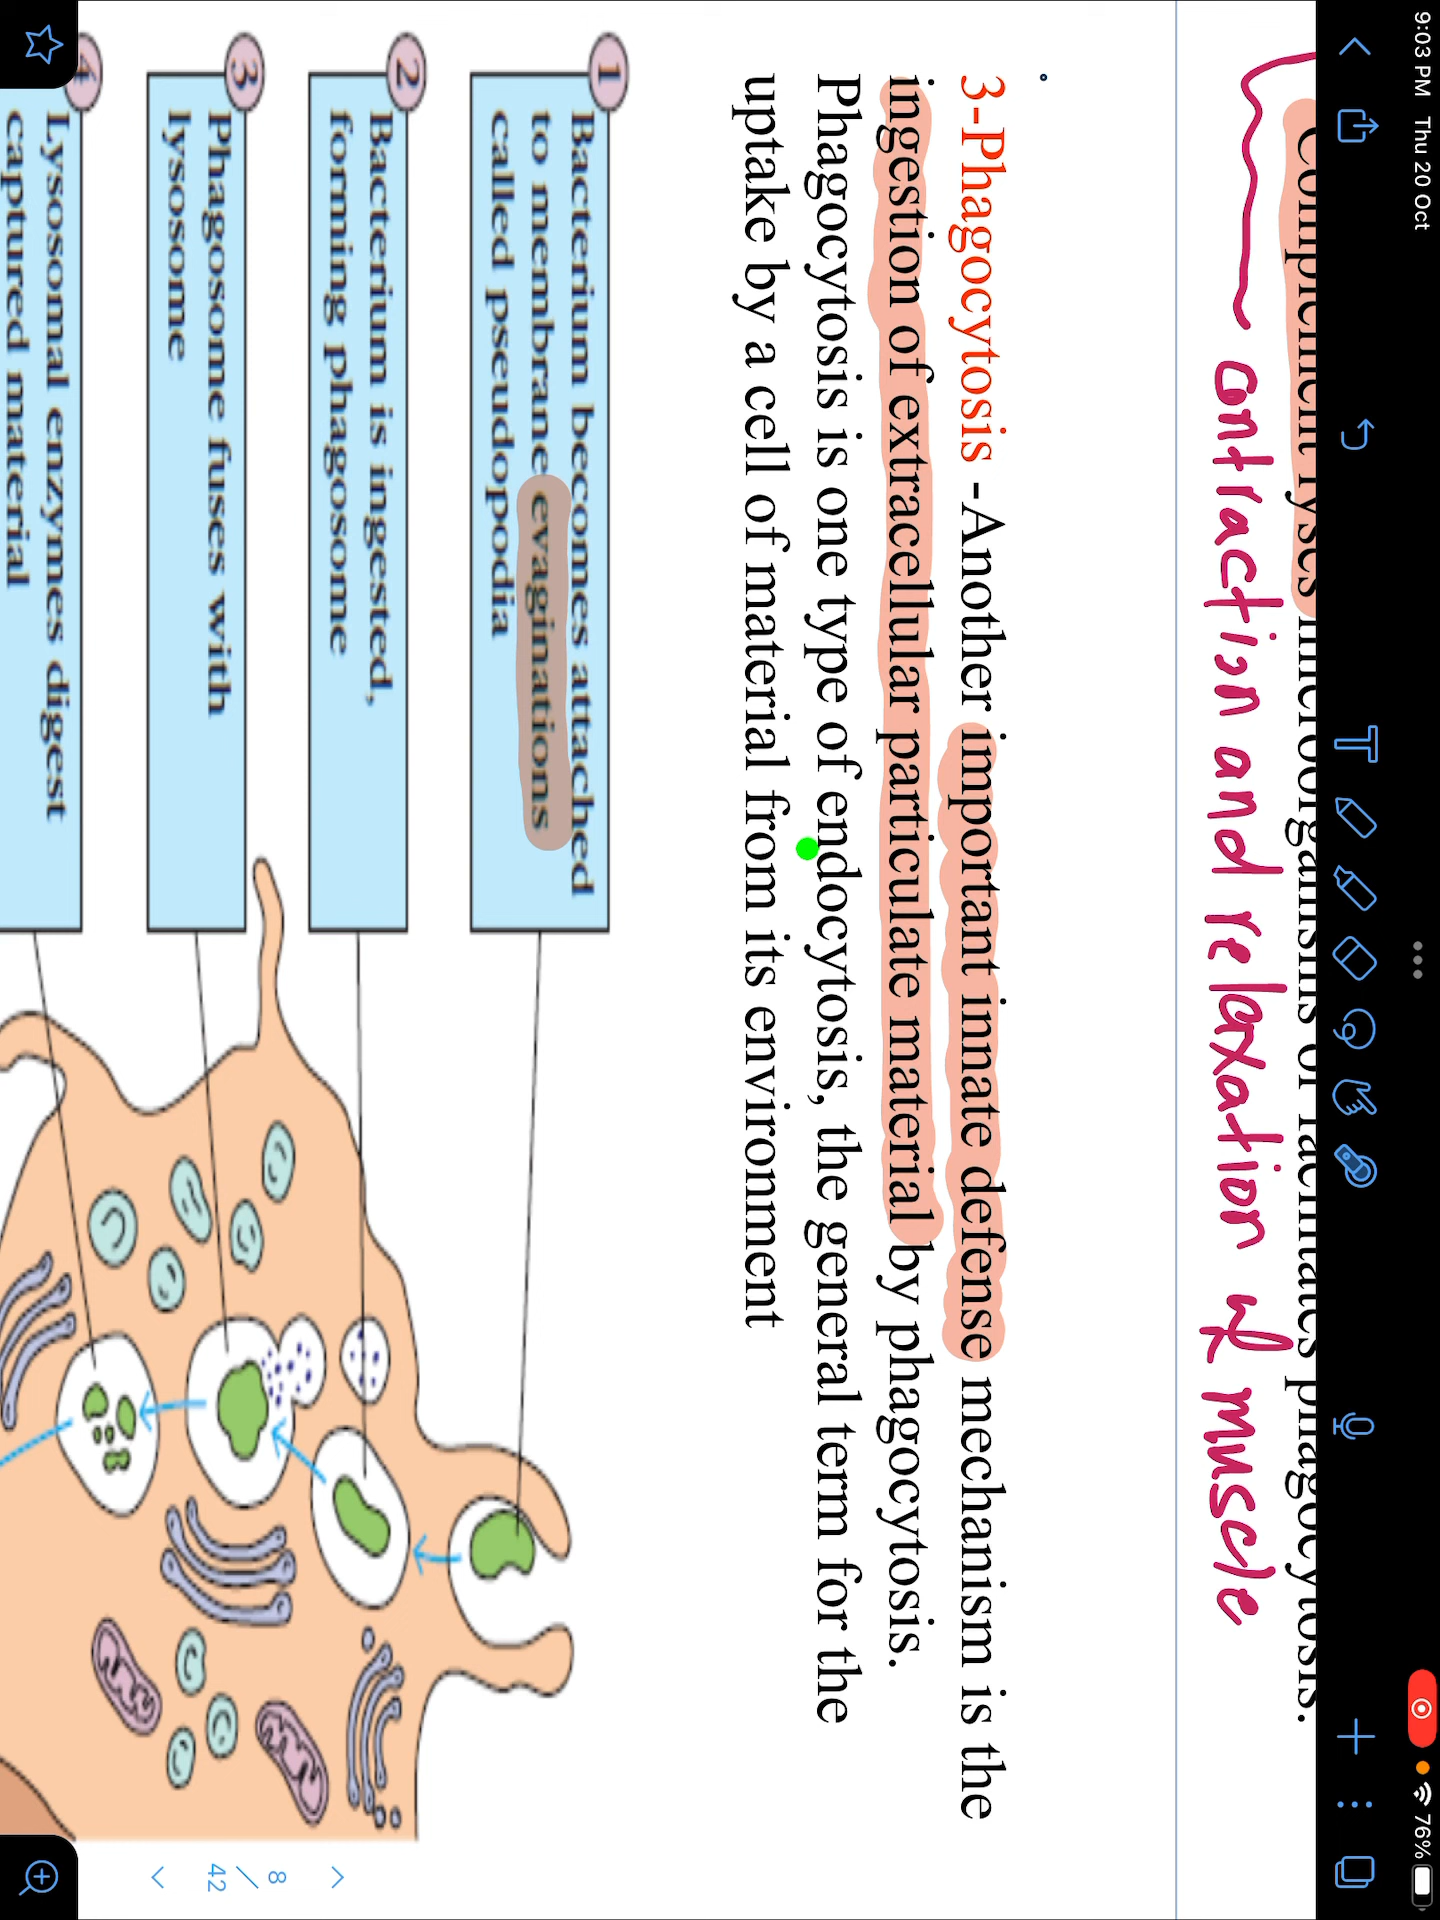 9:03 PM Thu 20 Oct
76%
Complement lyses microorganisms or facilitates phagocytosis.
contraction and relaxation of muscle
3-Phagocytosis -Another important innate defense mechanism is the
ingestion of extracellular particulate material by phagocytosis.
Phagocytosis is one type of endocytosis, the general term for the
uptake by a cell of material from its environment
1
Bacterium becomes attached
to membrane evaginations
called pseudopodia
2
Bacterium is ingested,
forming phagosome
3
Phagosome fuses with
lysosome
4
Lysosomal enzymes digest
captured material
8 / 42